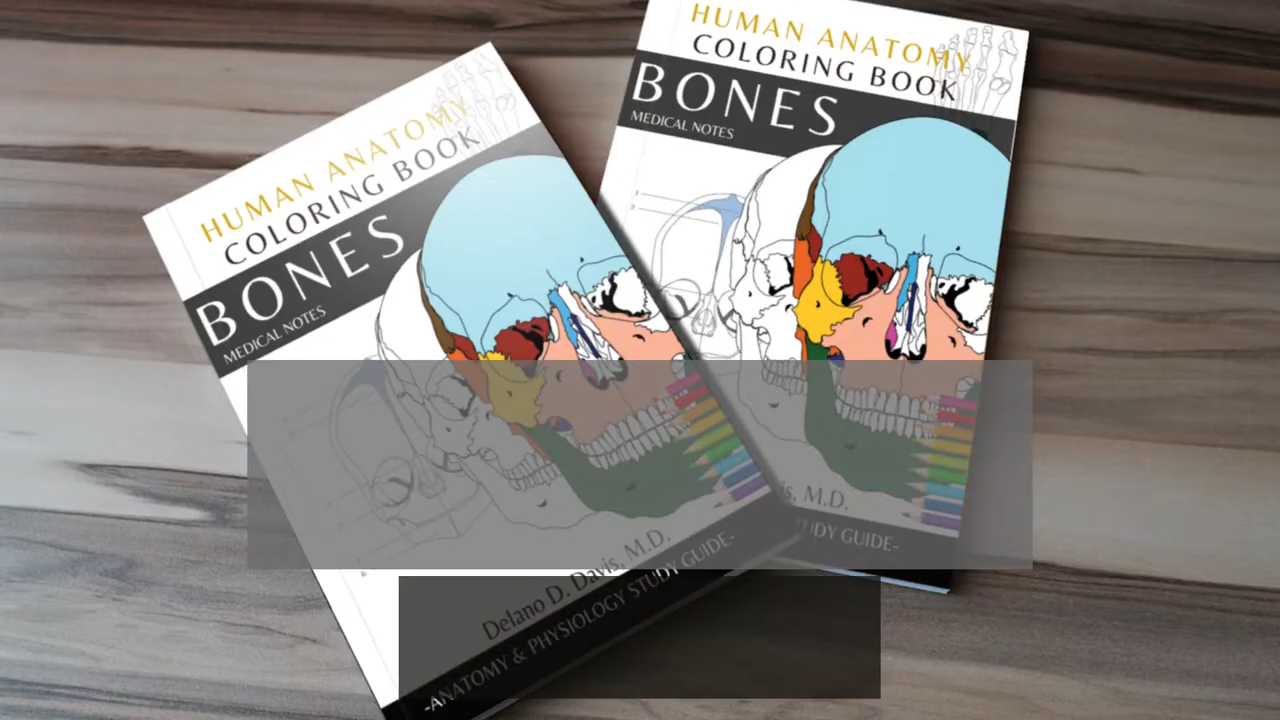 HUMAN ANATOMY
COLORING BOOK
BONES
MEDICAL NOTES
Delano D. Davis, M.D.
-ANATOMY & PHYSIOLOGY STUDY GUIDE-
HUMAN ANATOMY
COLORING BOOK
BONES
MEDICAL NOTES
M.D.
GUIDE-